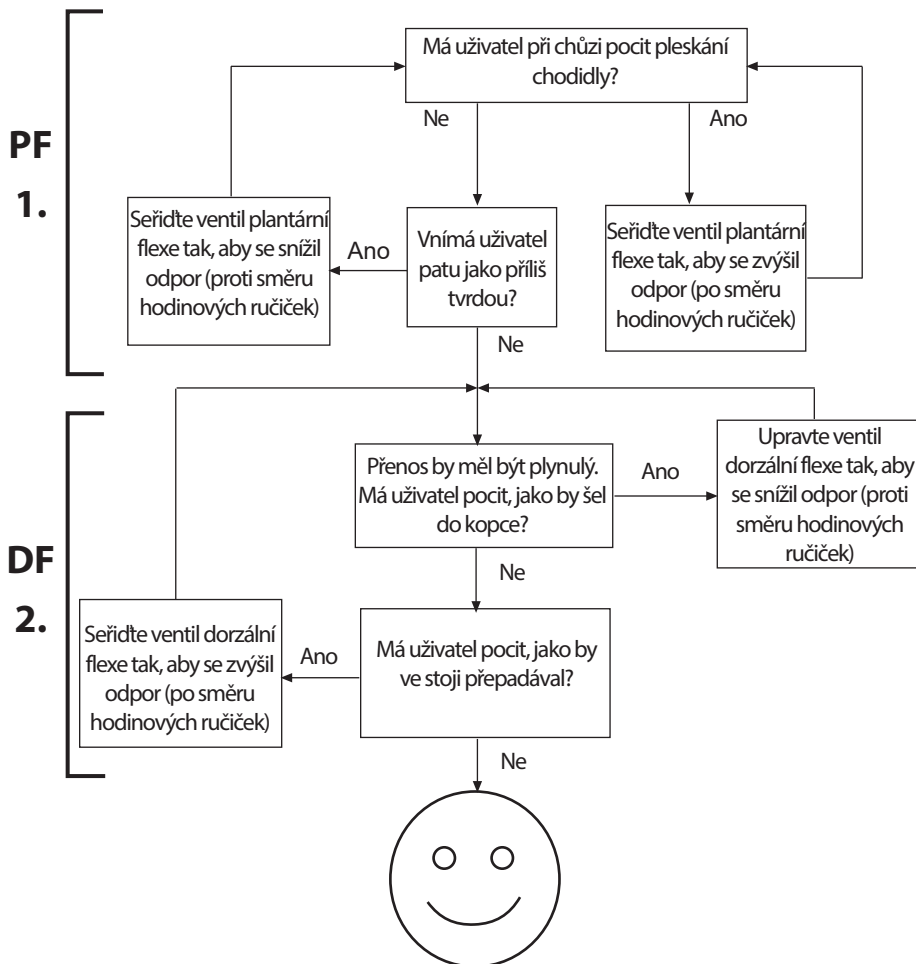 Má uživatel při chůzi pocit pleskání
chodidly?
Ne
Ano
PF
1.
Seřiďte ventil plantární
flexe tak, aby se snížil
odpor (proti směru
hodinových ručiček)
Ano
Vnímá uživatel
patu jako příliš
tvrdou?
Seřiďte ventil plantární
flexe tak, aby se zvýšil
odpor (po směru
hodinových ručiček)
Ne
DF
2.
Přenos by měl být plynulý.
Má uživatel pocit, jako by šel
do kopce?
Ano
Upravte ventil
dorzální flexe tak, aby
se snížil odpor (proti
směru hodinových
ručiček)
Ne
Seřiďte ventil dorzální
flexe tak, aby se zvýšil
odpor (po směru
hodinových ručiček)
Ano
Má uživatel pocit, jako by
ve stoji přepadával?
Ne